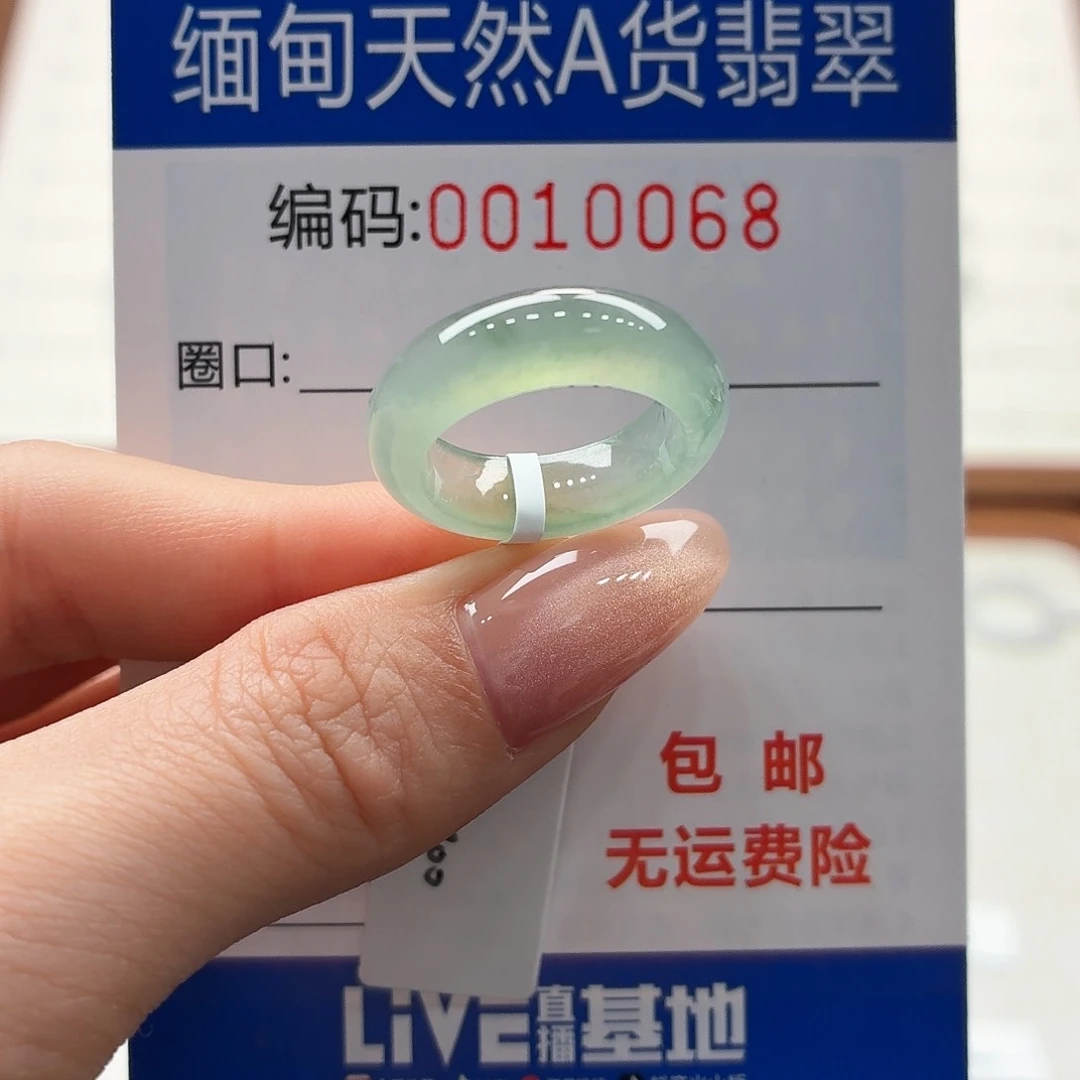 缅甸天然A货翡翠
编码:0010068
圈口:
包 邮
无运费险
LiVE直播基地